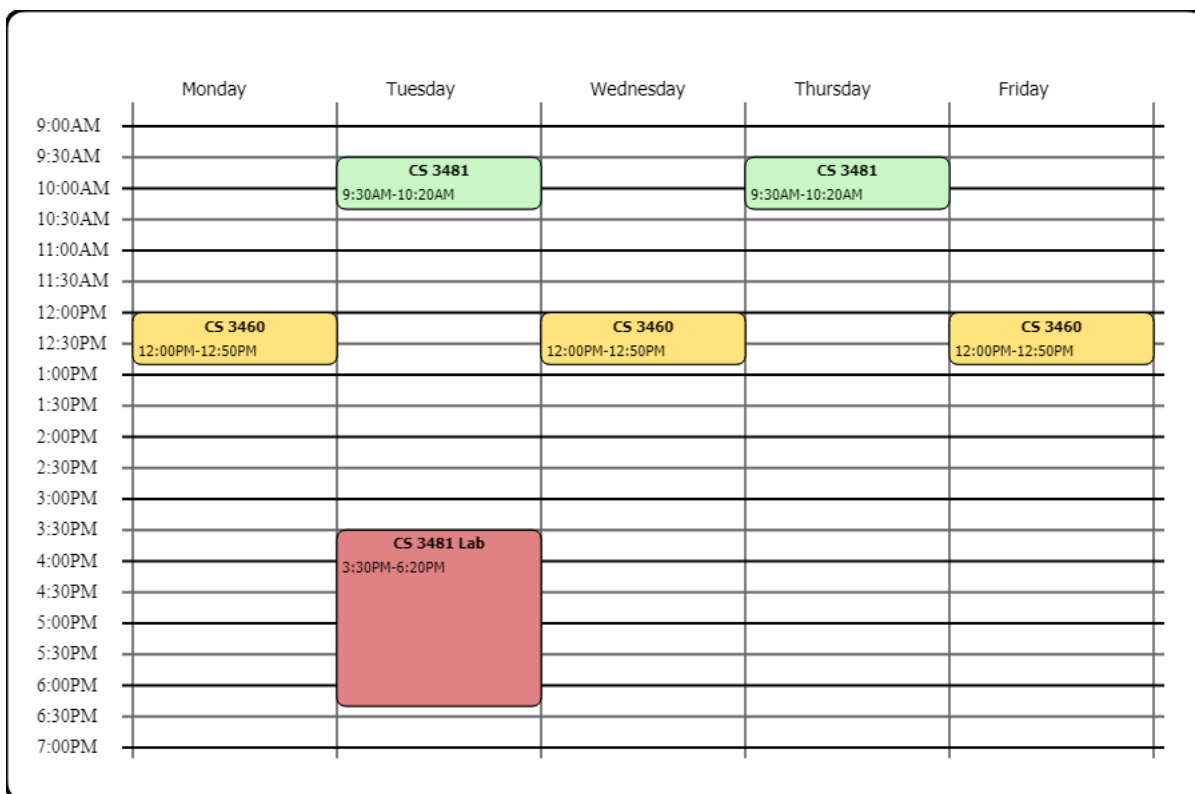 Monday Tuesday Wednesday Thursday Friday
9:00AM
9:30AM
CS 3481 CS 3481
10:00AM
9:30AM-10:20AM 9:30AM-10:20AM
10:30AM
11:00AM
11:30AM
12:00PM
CS 3460 CS 3460 CS 3460
12:30PM
12:00PM-12:50PM 12:00PM-12:50PM 12:00PM-12:50PM
1:00PM
1:30PM
2:00PM
2:30PM
3:00PM
3:30PM
CS 3481 Lab
4:00PM
3:30PM-6:20PM
4:30PM
5:00PM
5:30PM
6:00PM
6:30PM
7:00PM